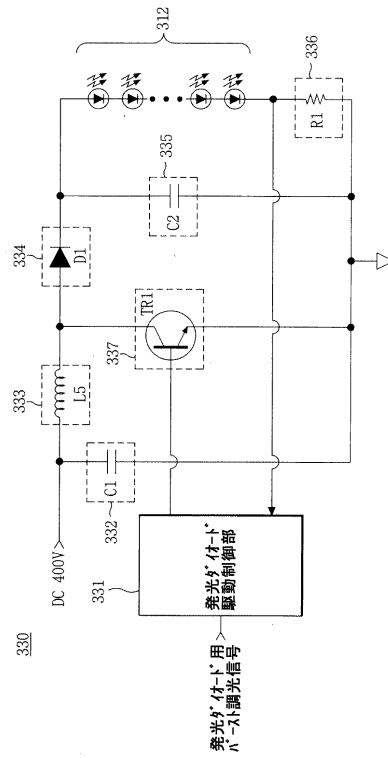 330
DC 400V
332
C1
333
L5
334
D1
337
TR1
335
C2
312
336
R1
331
発光ダイオード
駆動制御部
発光ダイオード用
バースト調光信号